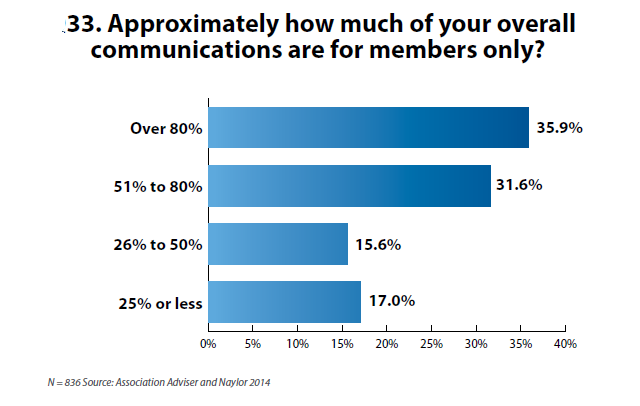 33. Approximately how much of your overall
communications are for members only?
Over 80% 35.9%
51% to 80% 31.6%
26% to 50% 15.6%
25% or less 17.0%
0% 5% 10% 15% 20% 25% 30% 35% 40%
N = 836 Source: Association Adviser and Naylor 2014